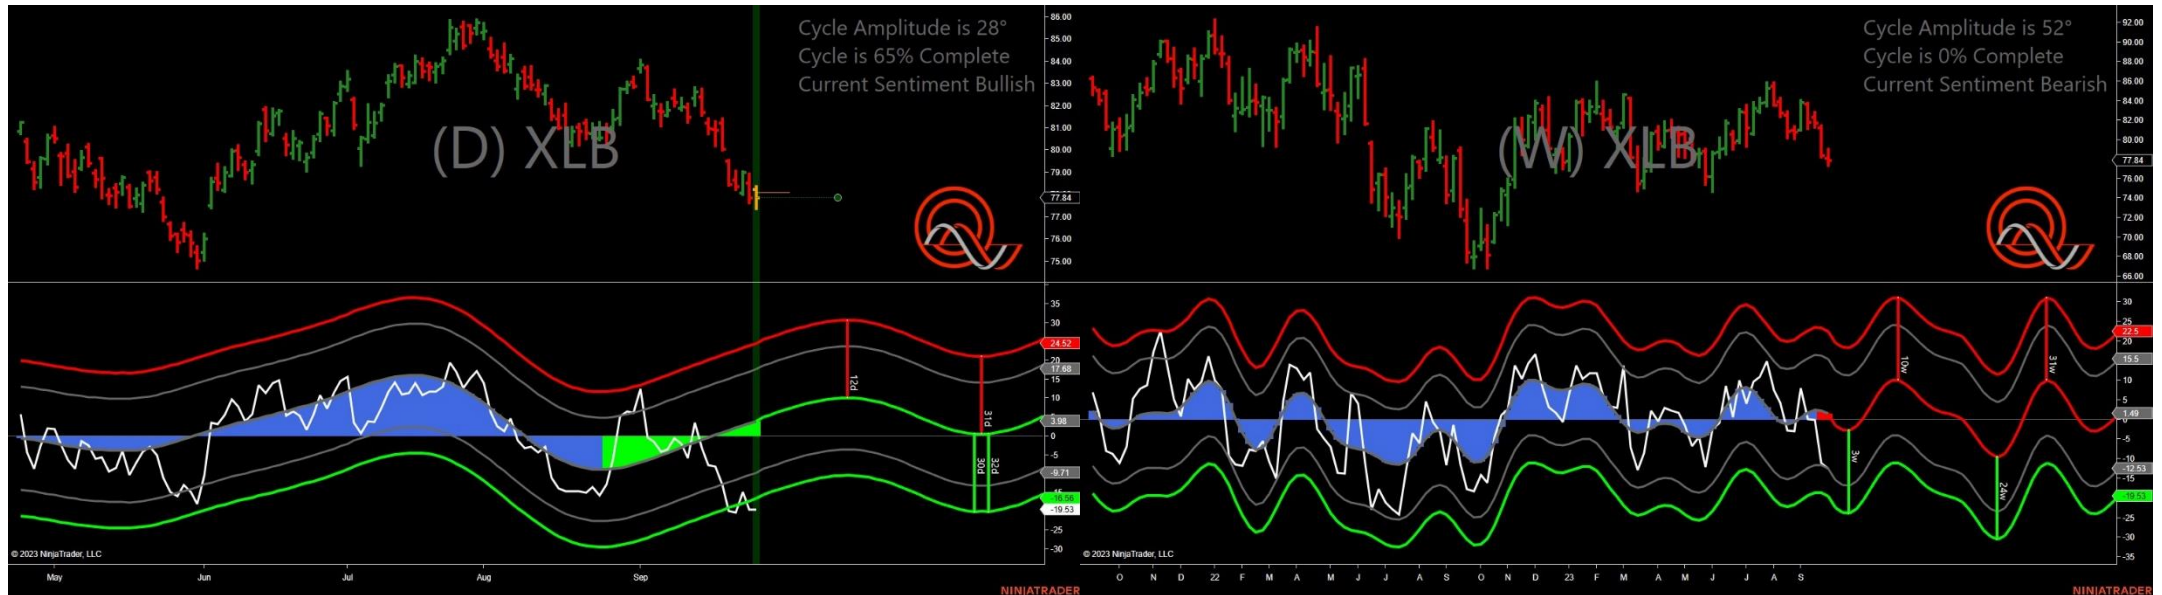 Cycle Amplitude is 28°
Cycle is 65% Complete
Current Sentiment Bullish
(D) XLB
86.00
85.00
84.00
83.00
82.00
81.00
80.00
79.00
77.84
77.00
76.00
75.00
35
30
24.52
20
17.68
15
10
3.98
0
-5
-9.71
-16.56
-19.53
-25
-30
12d
31d
30d
32d
© 2023 NinjaTrader, LLC
May
Jun
Jul
Aug
Sep
NINJATRADER
Cycle Amplitude is 52°
Cycle is 0% Complete
Current Sentiment Bearish
(W) XLB
92.00
90.00
88.00
86.00
84.00
82.00
80.00
77.84
76.00
74.00
72.00
70.00
68.00
66.00
30
25
22.5
15.5
10
5
1.49
-5
-10
-12.53
-15
-19.53
-25
-30
-35
10w
31w
3w
24w
© 2023 NinjaTrader, LLC
O N D 22 F M A M J J A S O N D 23 F M A M J J A S
NINJATRADER